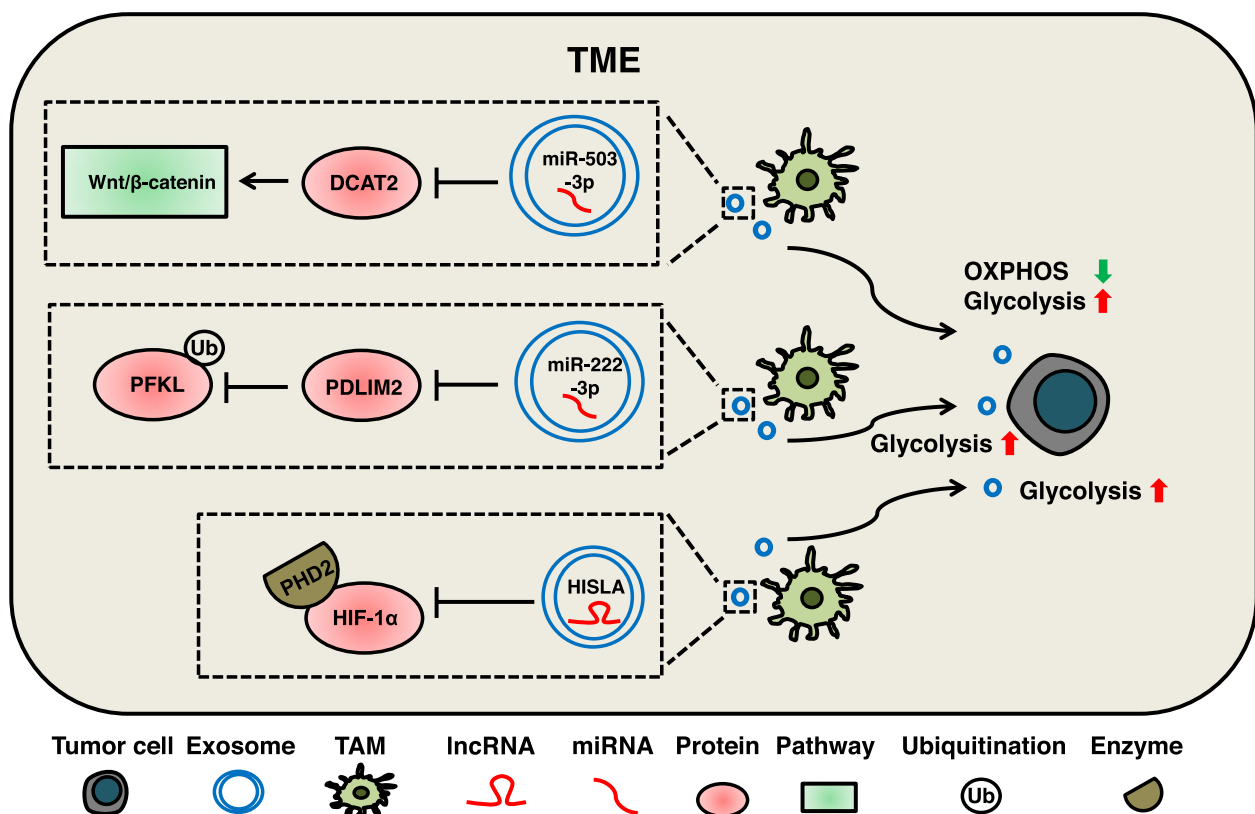 TME
miR-503
-3p
DCAT2
Wnt/β-catenin
OXPHOS
Glycolysis
miR-222
-3p
PDLIM2
Ub
PFKL
Glycolysis
Glycolysis
HISLA
PHD2
HIF-1α
Tumor cell Exosome TAM lncRNA miRNA Protein Pathway Ubiquitination Enzyme
Ub